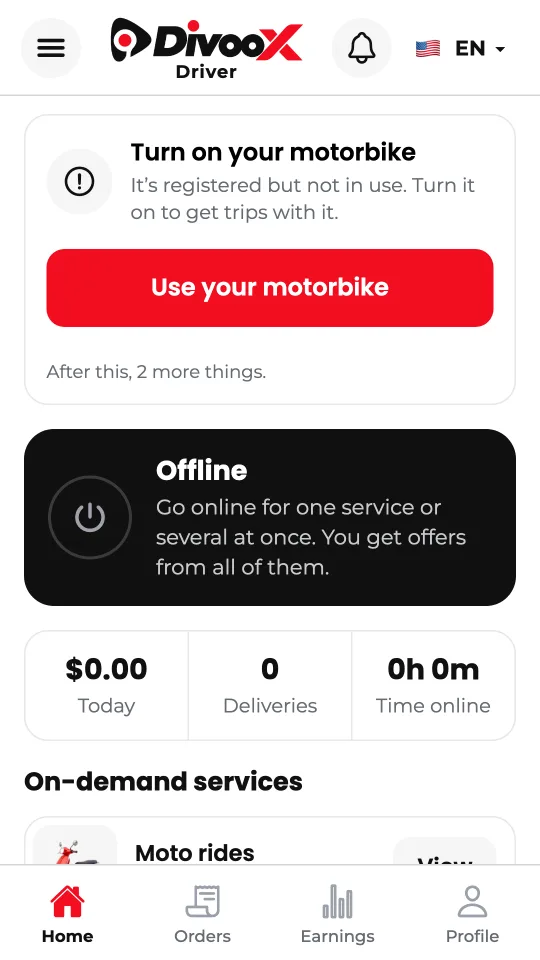 DivooX
Driver
EN
Turn on your motorbike
It's registered but not in use. Turn it
on to get trips with it.
Use your motorbike
After this, 2 more things.
Offline
Go online for one service or
several at once. You get offers
from all of them.
$0.00
Today
0
Deliveries
0h 0m
Time online
On-demand services
Moto rides
View
Home
Orders
Earnings
Profile